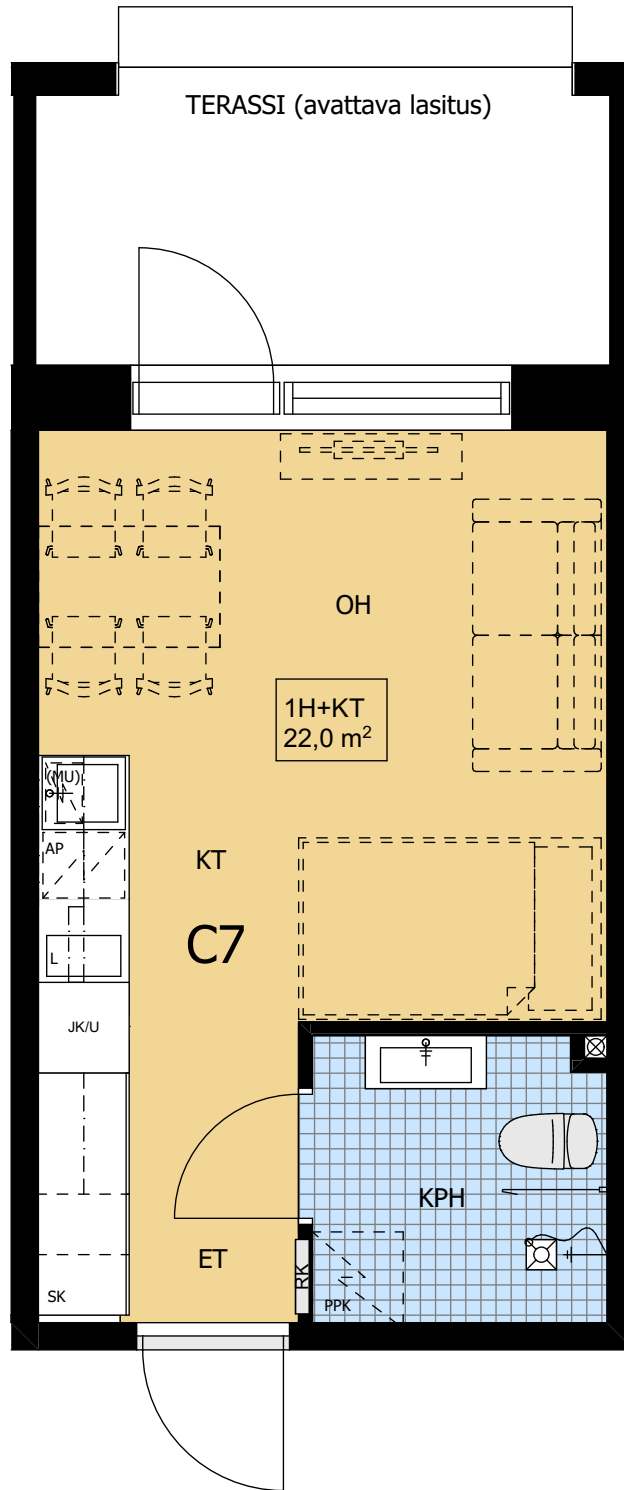 TERASSI (avattava lasitus)
OH
1H+KT
22,0 m²
(MU)
AP
KT
C7
L
JK/U
KPH
ET
RK
SK
PPK